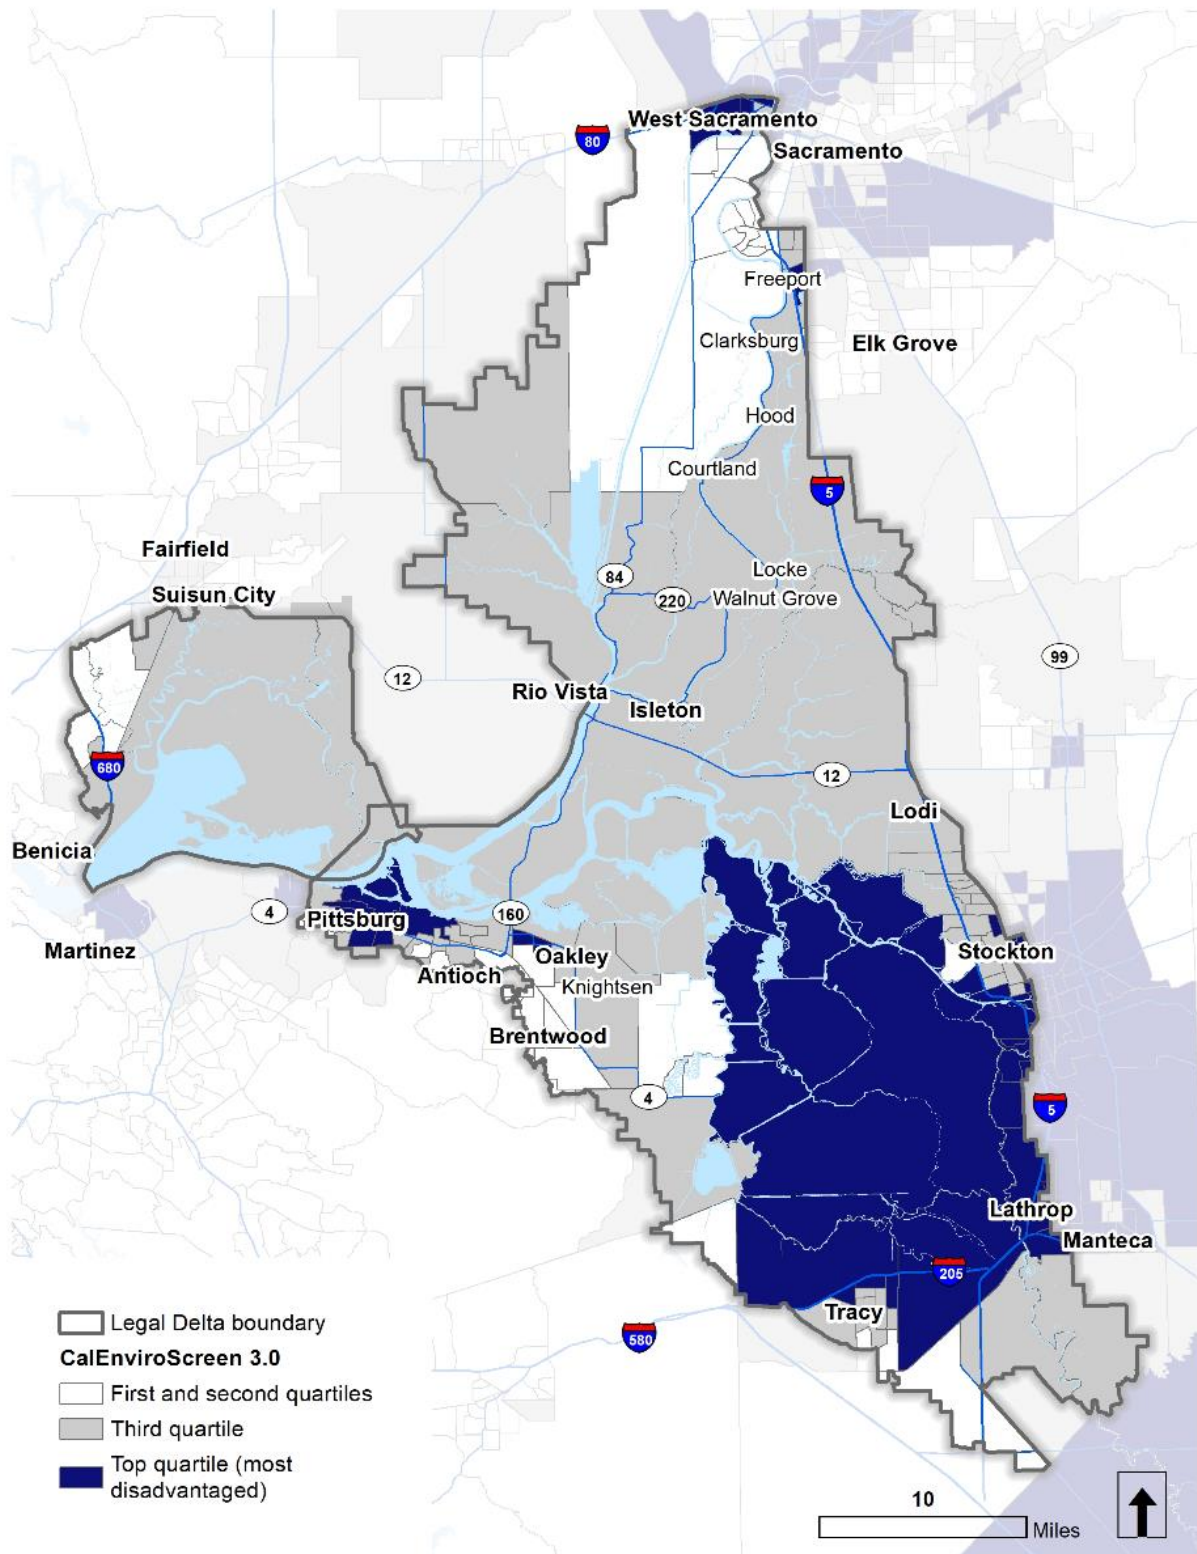 West Sacramento
80
Sacramento
Freeport
Clarksburg
Elk Grove
Hood
Courtland
5
Fairfield
Suisun City
84
Locke
220
Walnut Grove
99
12
Rio Vista
Isleton
680
12
Lodi
Benicia
4
Pittsburg
160
Martinez
Antioch
Oakley
Stockton
Knightsen
Brentwood
4
5
Lathrop
Manteca
205
Tracy
580
Legal Delta boundary
CalEnviroScreen 3.0
First and second quartiles
Third quartile
Top quartile (most
disadvantaged)
10
Miles